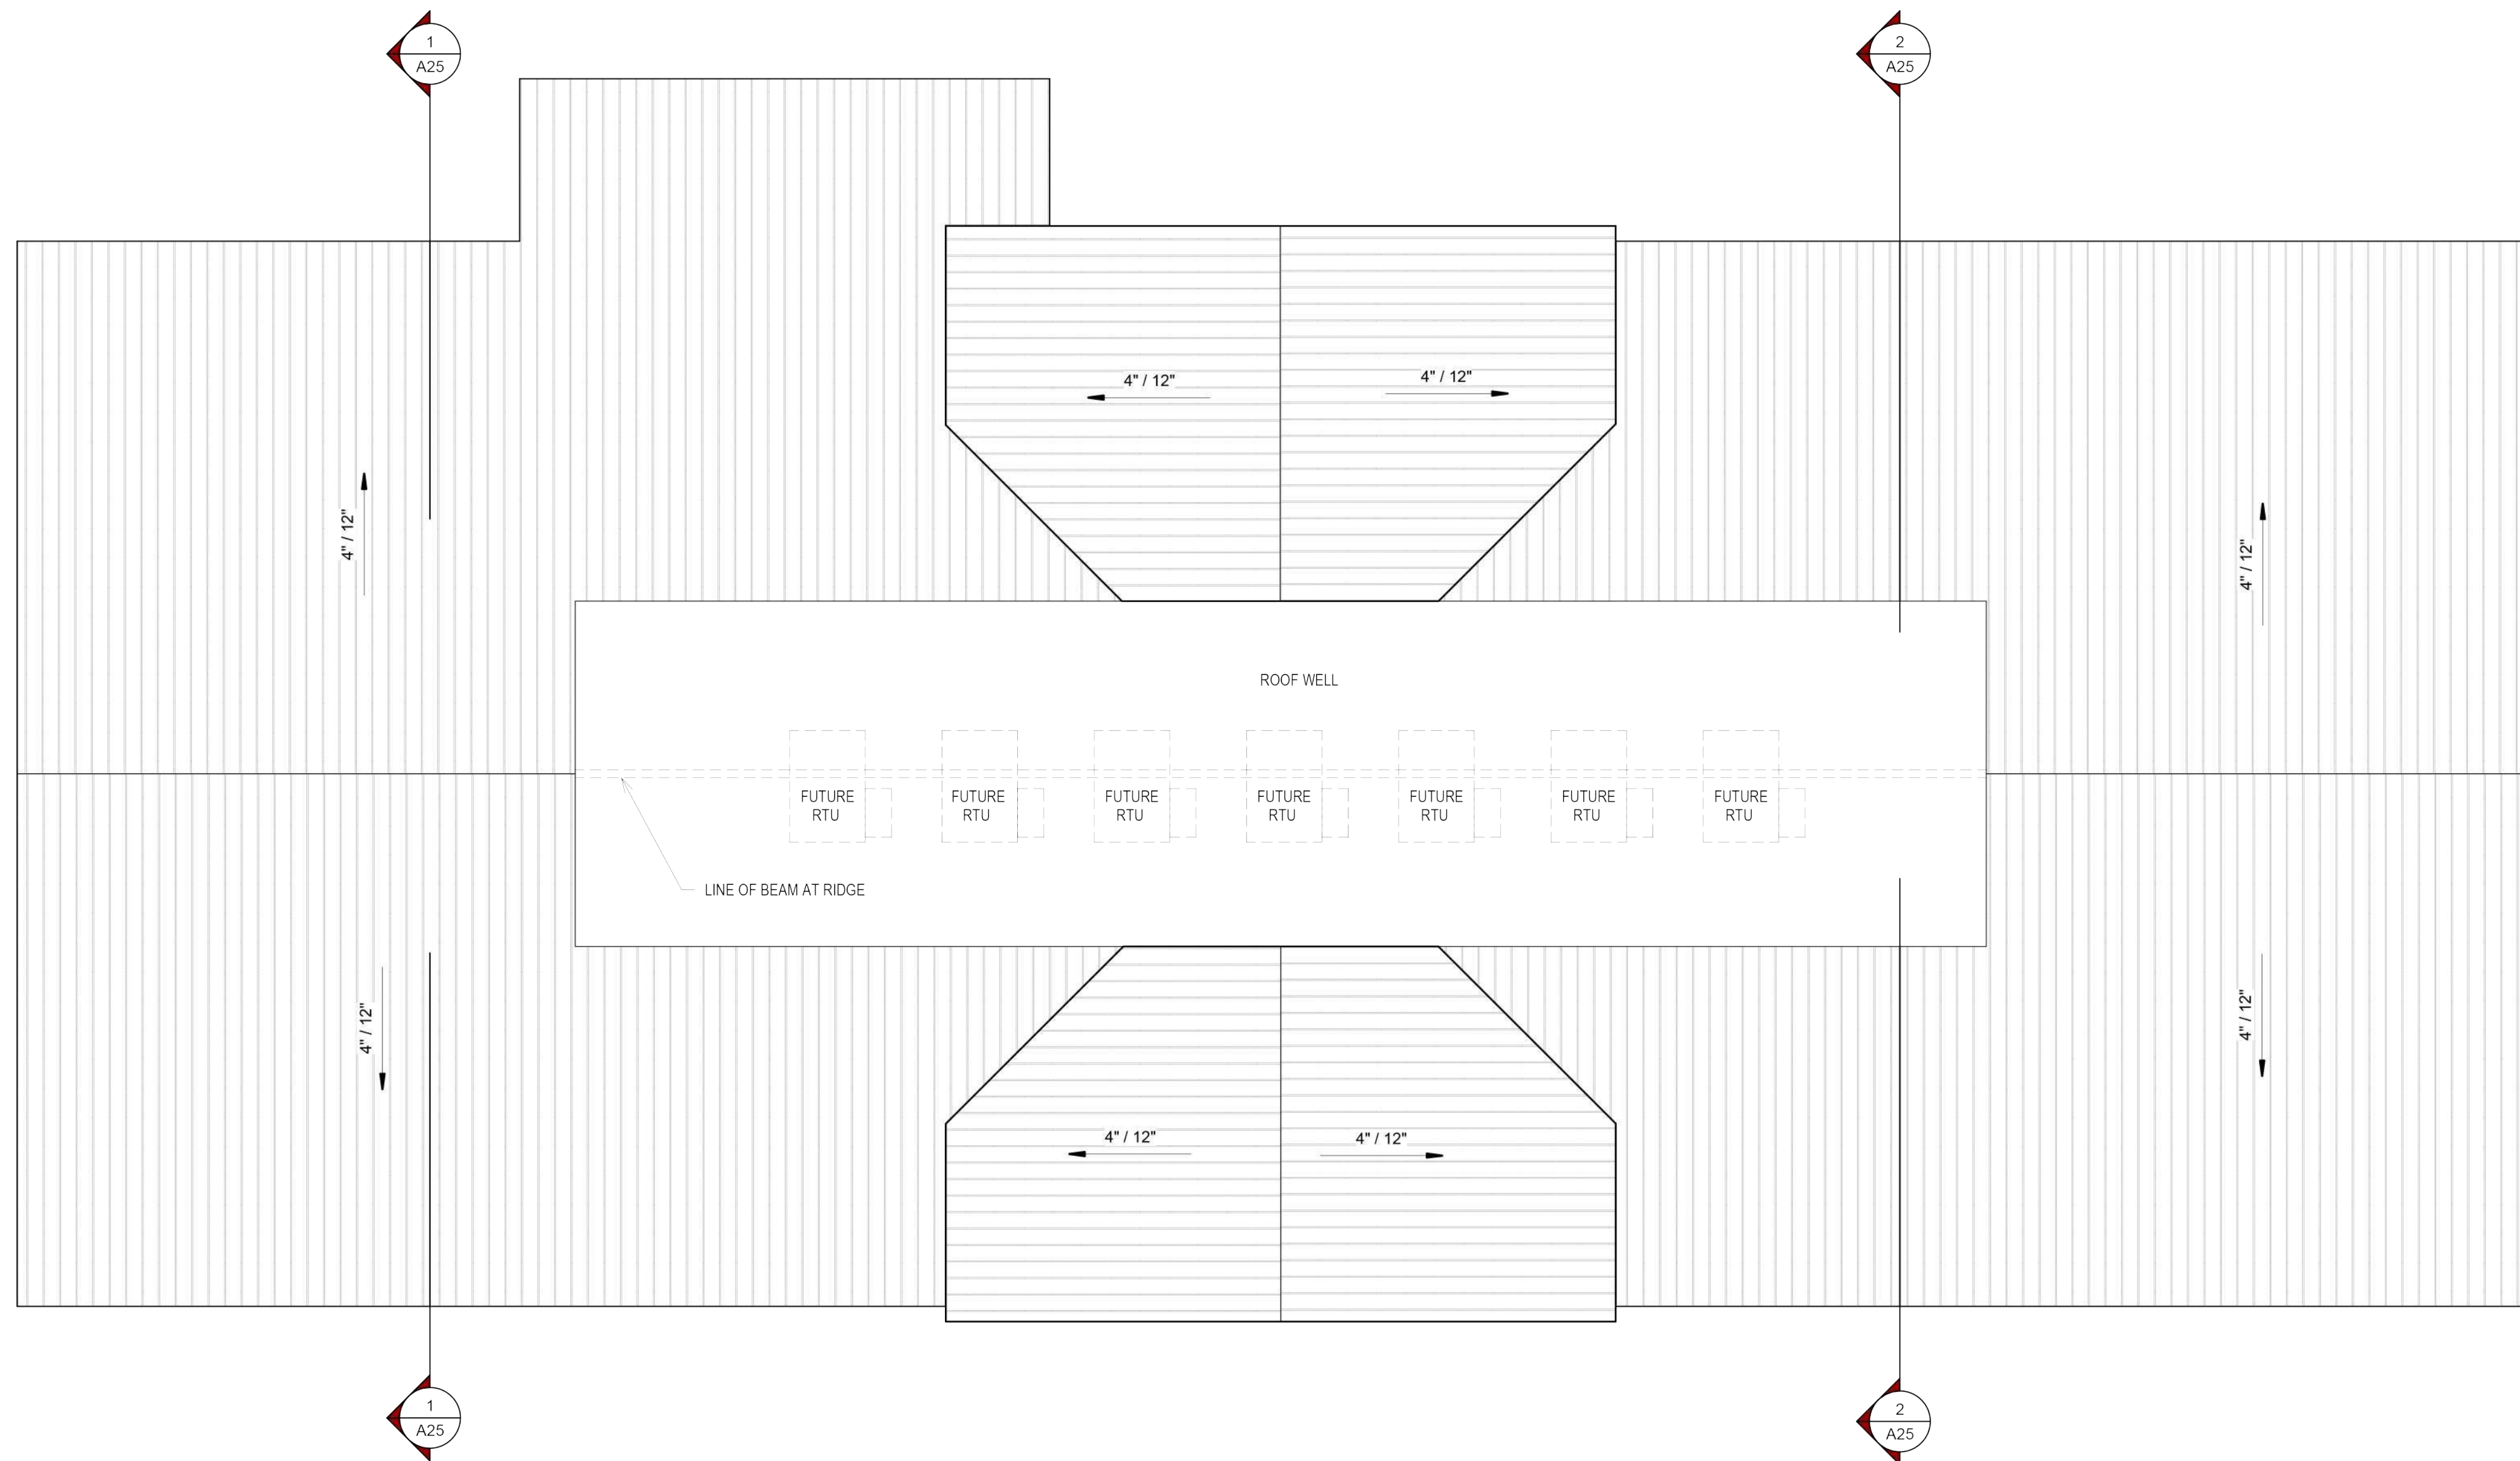 1
A25
2
A25
4" / 12"
4" / 12"
4" / 12"
4" / 12"
ROOF WELL
FUTURE
RTU
FUTURE
RTU
FUTURE
RTU
FUTURE
RTU
FUTURE
RTU
FUTURE
RTU
FUTURE
RTU
LINE OF BEAM AT RIDGE
4" / 12"
4" / 12"
4" / 12"
4" / 12"
1
A25
2
A25